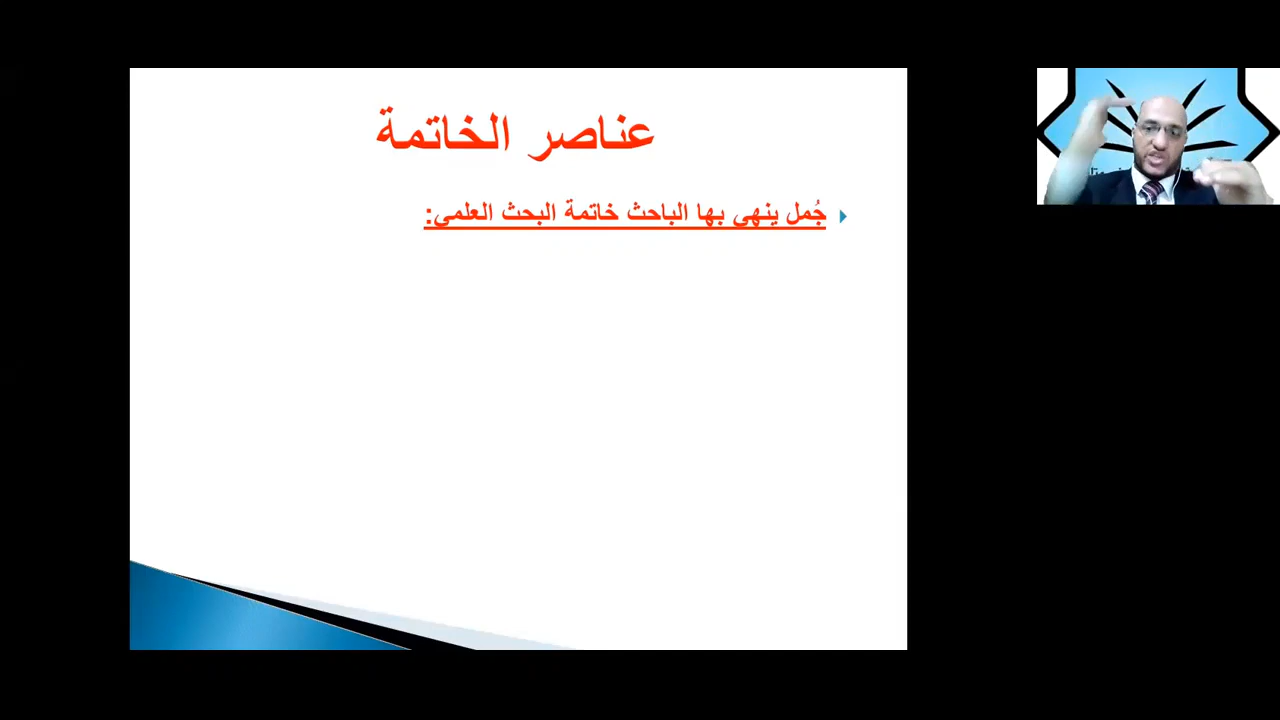 عناصر الخاتمة
جُمل ينهي بها الباحث خاتمة البحث العلمي: